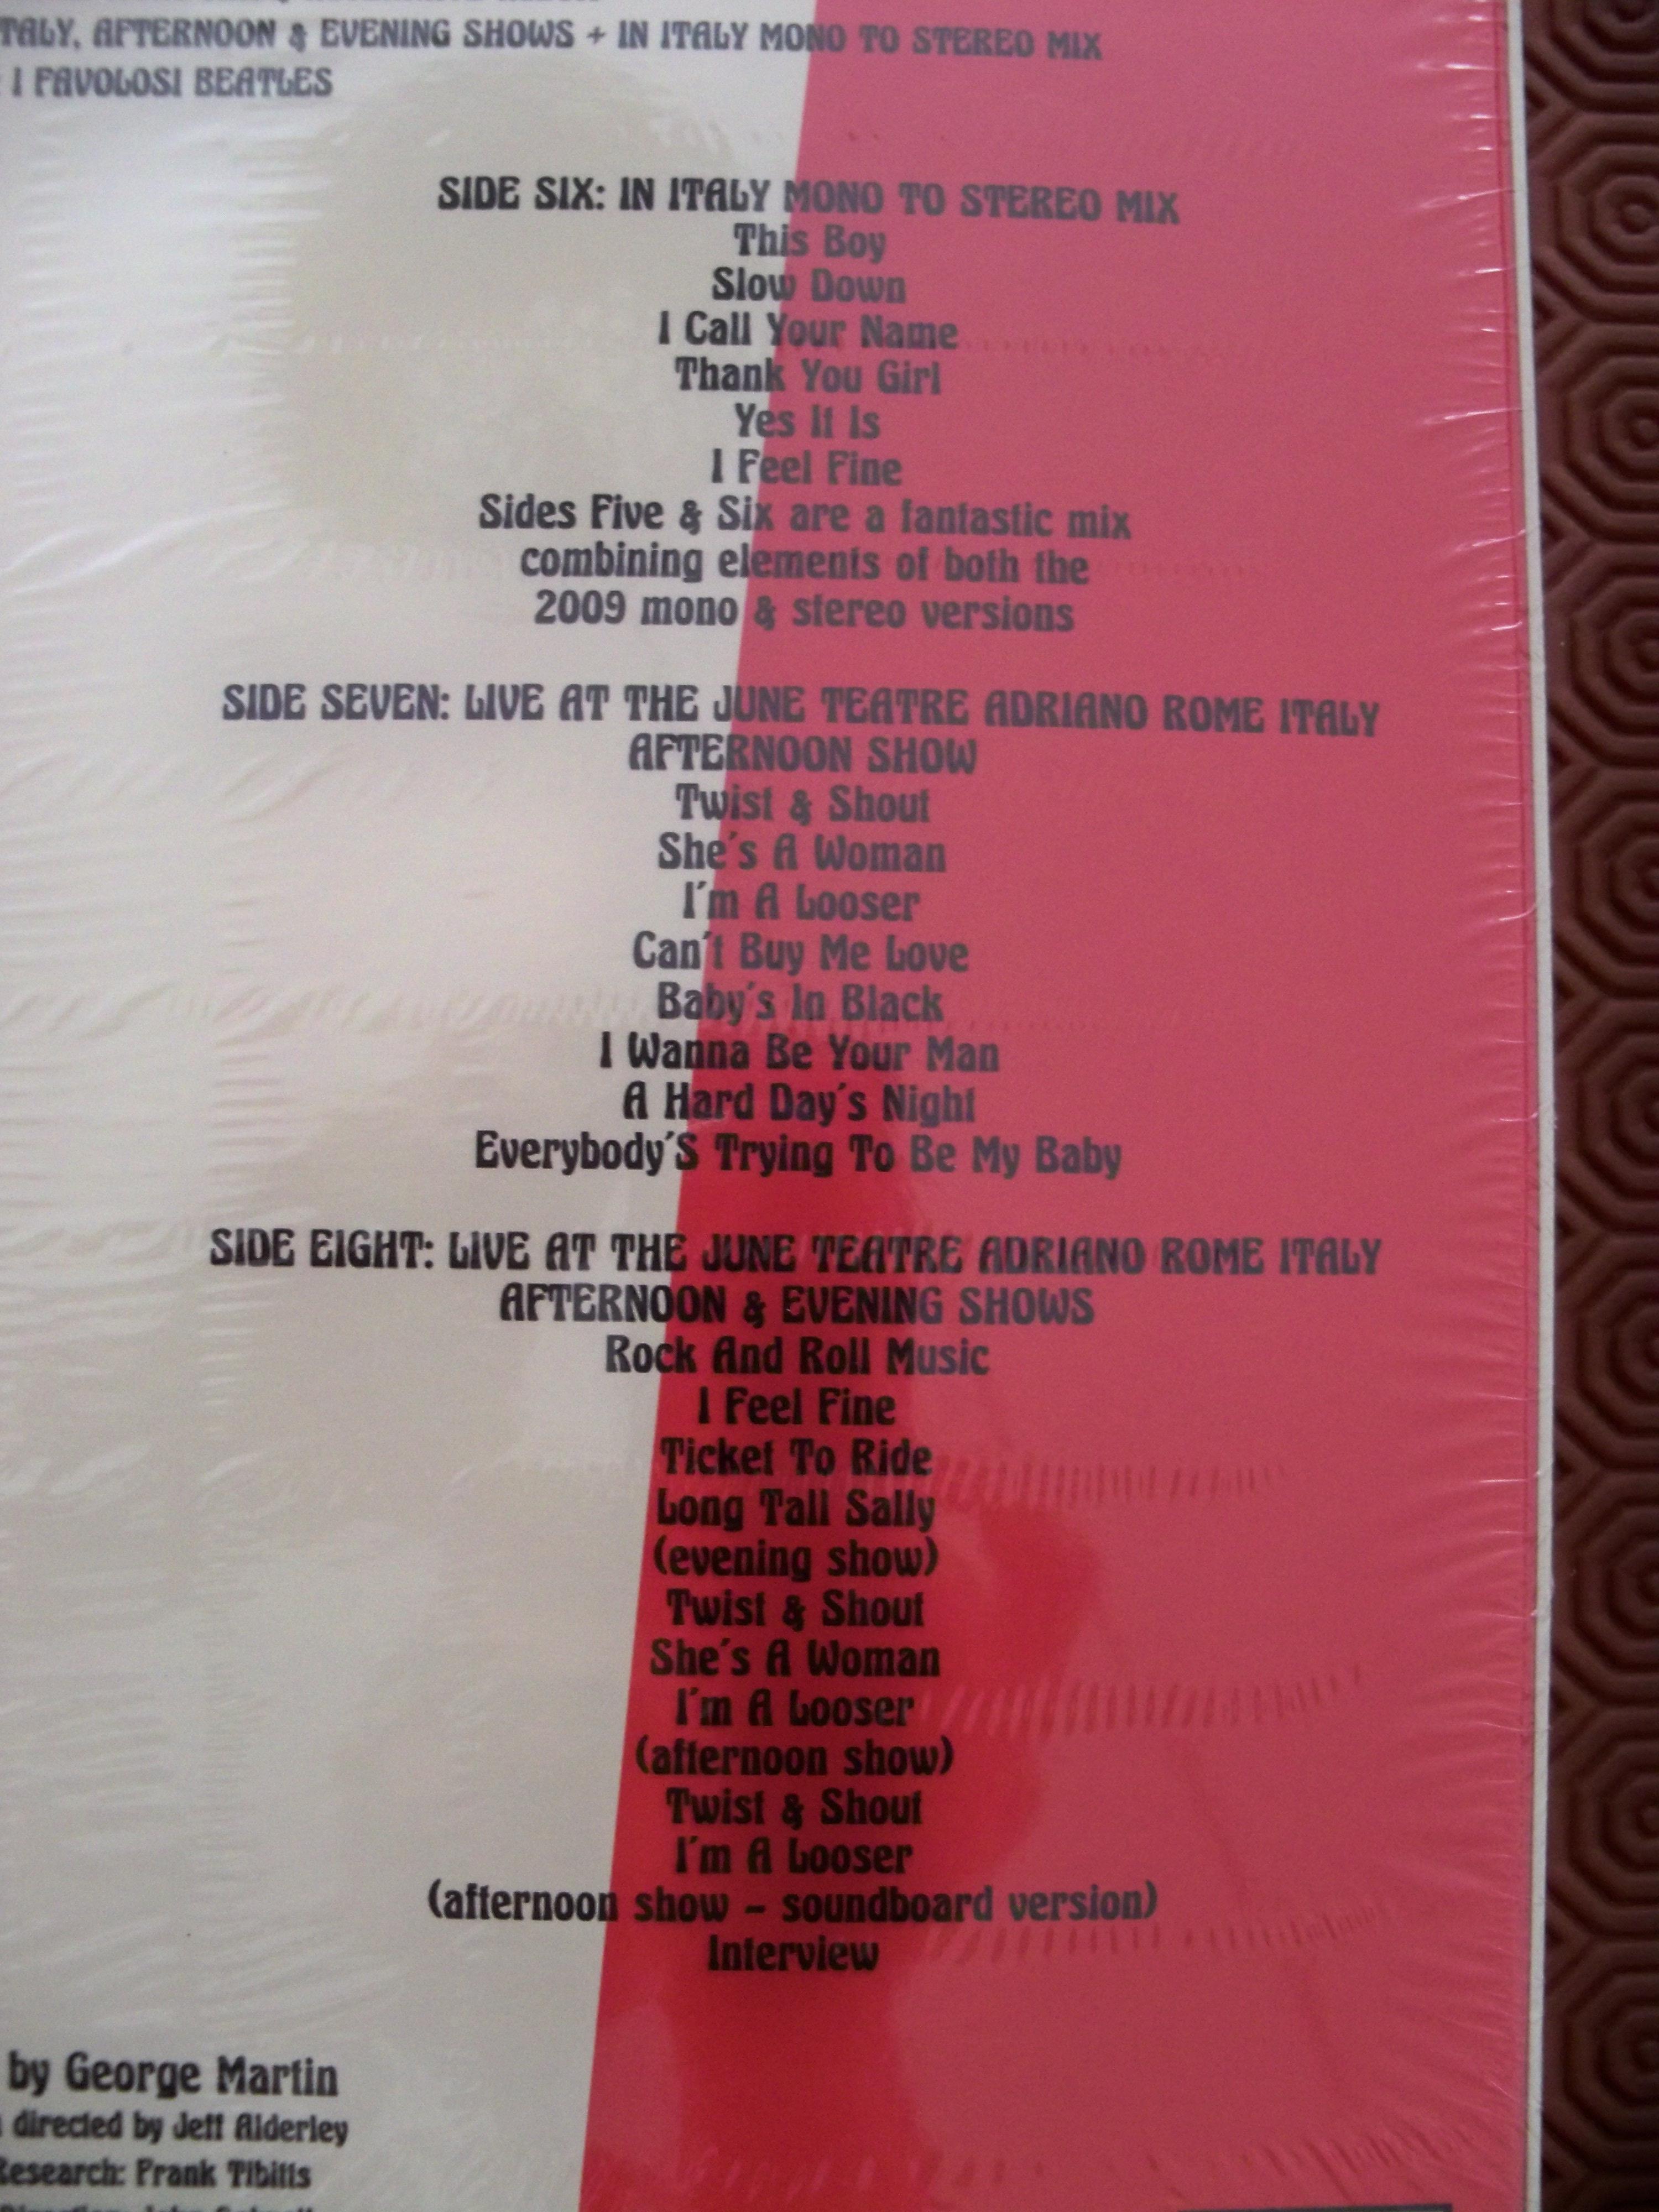 TALY, AFTERNOON & EVENING SHOWS + IN ITALY MONO TO STEREO MIX
I FAVOLOSI BEATLES
SIDE SIX: IN ITALY MONO TO STEREO MIX
This Boy
Slow Down
I Call Your Name
Thank You Girl
Yes It Is
I Feel Fine
Sides Five & Six are a fantastic mix
combining elements of both the
2009 mono & stereo versions
SIDE SEVEN: LIVE AT THE JUNE TEATRE ADRIANO ROME ITALY
AFTERNOON SHOW
Twist & Shout
She's A Woman
I'm A Looser
Can't Buy Me Love
Baby's In Black
I Wanna Be Your Man
A Hard Day's Night
Everybody'S Trying To Be My Baby
SIDE EIGHT: LIVE AT THE JUNE TEATRE ADRIANO ROME ITALY
AFTERNOON & EVENING SHOWS
Rock And Roll Music
I Feel Fine
Ticket To Ride
Long Tall Sally
(evening show)
Twist & Shout
She's A Woman
I'm A Looser
(afternoon show)
Twist & Shout
I'm A Looser
(afternoon show - soundboard version)
Interview
by George Martin
directed by Jeff Alderley
Research: Frank Tibitts